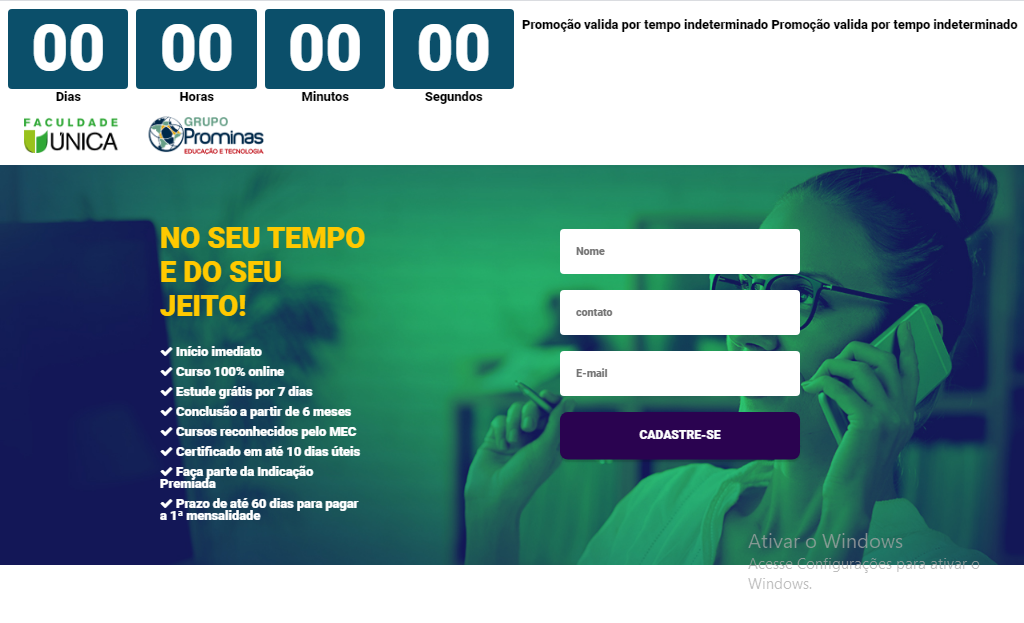 00 00 00 00
Dias Horas Minutos Segundos
Promoção valida por tempo indeterminado Promoção valida por tempo indeterminado
FACULDADE
ÚNICA
GRUPO
Prominas
EDUCAÇÃO E TECNOLOGIA
NO SEU TEMPO
E DO SEU
JEITO!
Início imediato
Curso 100% online
Estude grátis por 7 dias
Conclusão a partir de 6 meses
Cursos reconhecidos pelo MEC
Certificado em até 10 dias úteis
Faça parte da Indicação
Premiada
Prazo de até 60 dias para pagar
a 1ª mensalidade
Nome
contato
E-mail
CADASTRE-SE
Ativar o Windows
Acesse Configurações para ativar o
Windows.